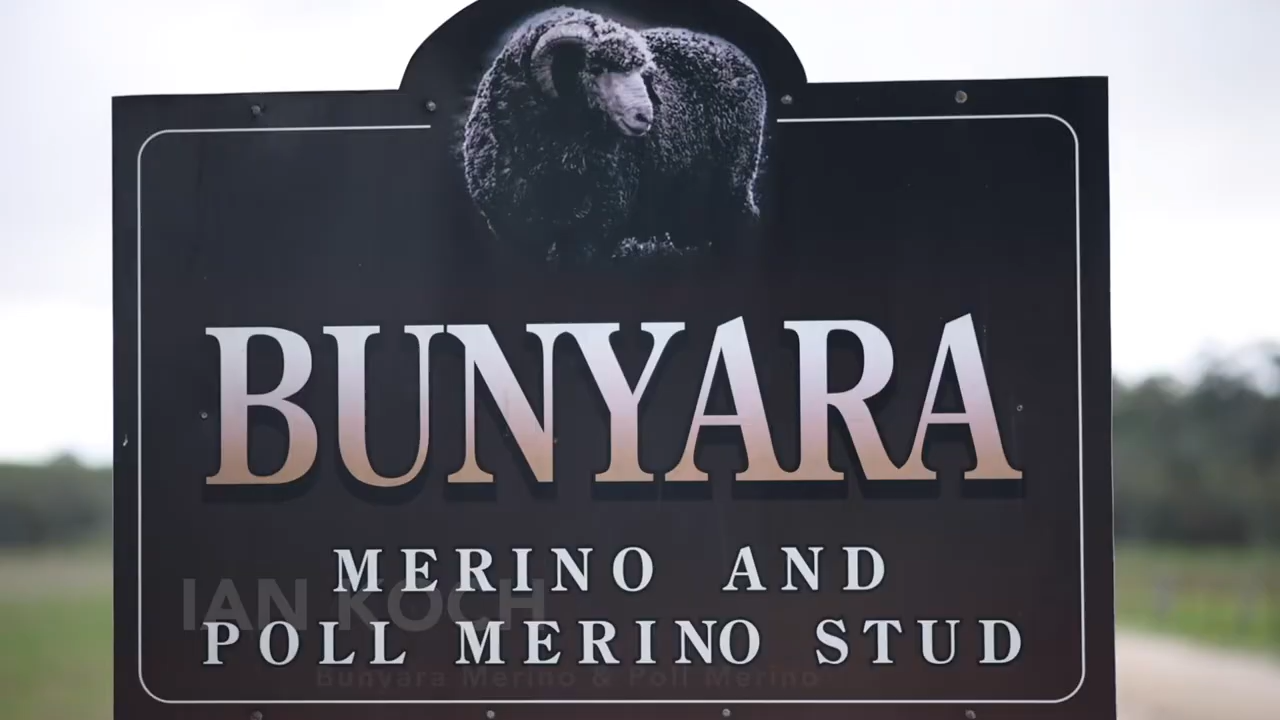 BUNYARA
MERINO AND
IAN KOCH
POLL MERINO STUD
Bunyara Merino & Poll Merino